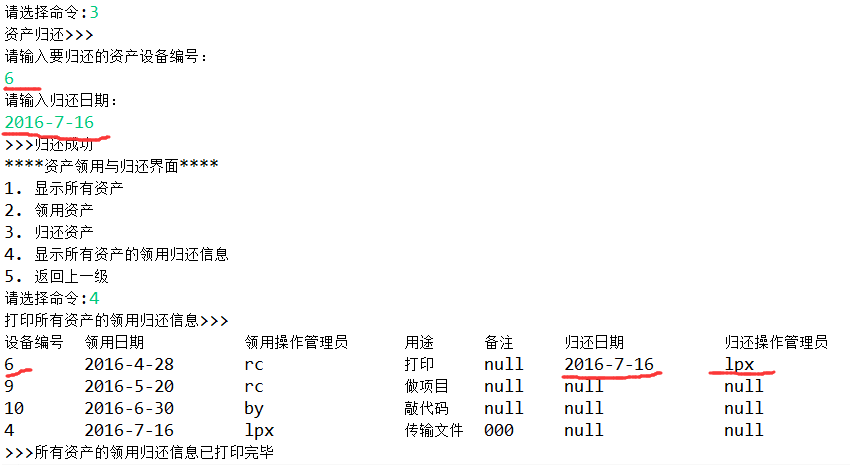 请选择命令:3
资产归还>>>
请输入要归还的资产设备编号:
6
请输入归还日期:
2016-7-16
>>>归还成功
****资产领用与归还界面****
1. 显示所有资产
2. 领用资产
3. 归还资产
4. 显示所有资产的领用归还信息
5. 返回上一级
请选择命令:4
打印所有资产的领用归还信息>>>
设备编号 领用日期 领用操作管理员 用途 备注 归还日期 归还操作管理员
6 2016-4-28 rc 打印 null 2016-7-16 lpx
9 2016-5-20 rc 做项目 null null null
10 2016-6-30 by 敲代码 null null null
4 2016-7-16 lpx 传输文件 000 null null
>>>所有资产的领用归还信息已打印完毕